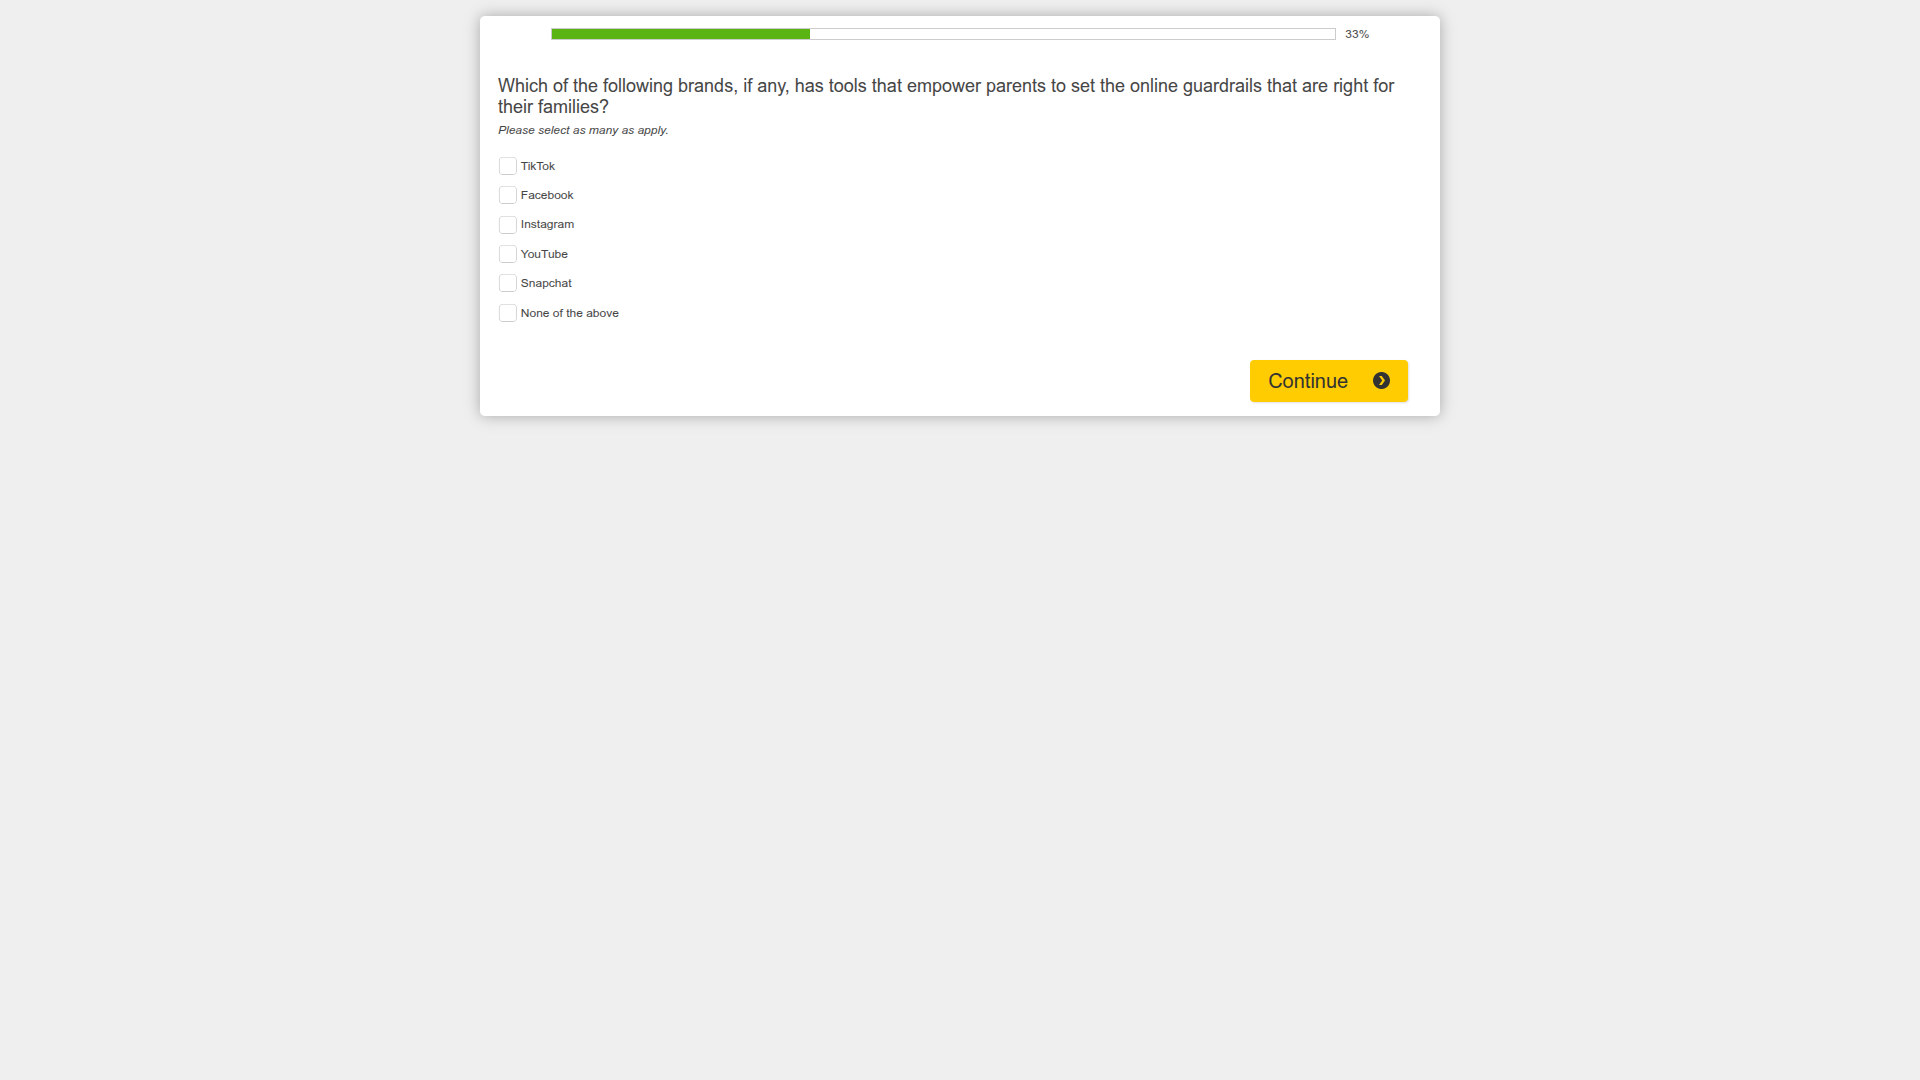 33%
Which of the following brands, if any, has tools that empower parents to set the online guardrails that are right for
their families?
Please select as many as apply.
TikTok
Facebook
Instagram
YouTube
Snapchat
None of the above
Continue